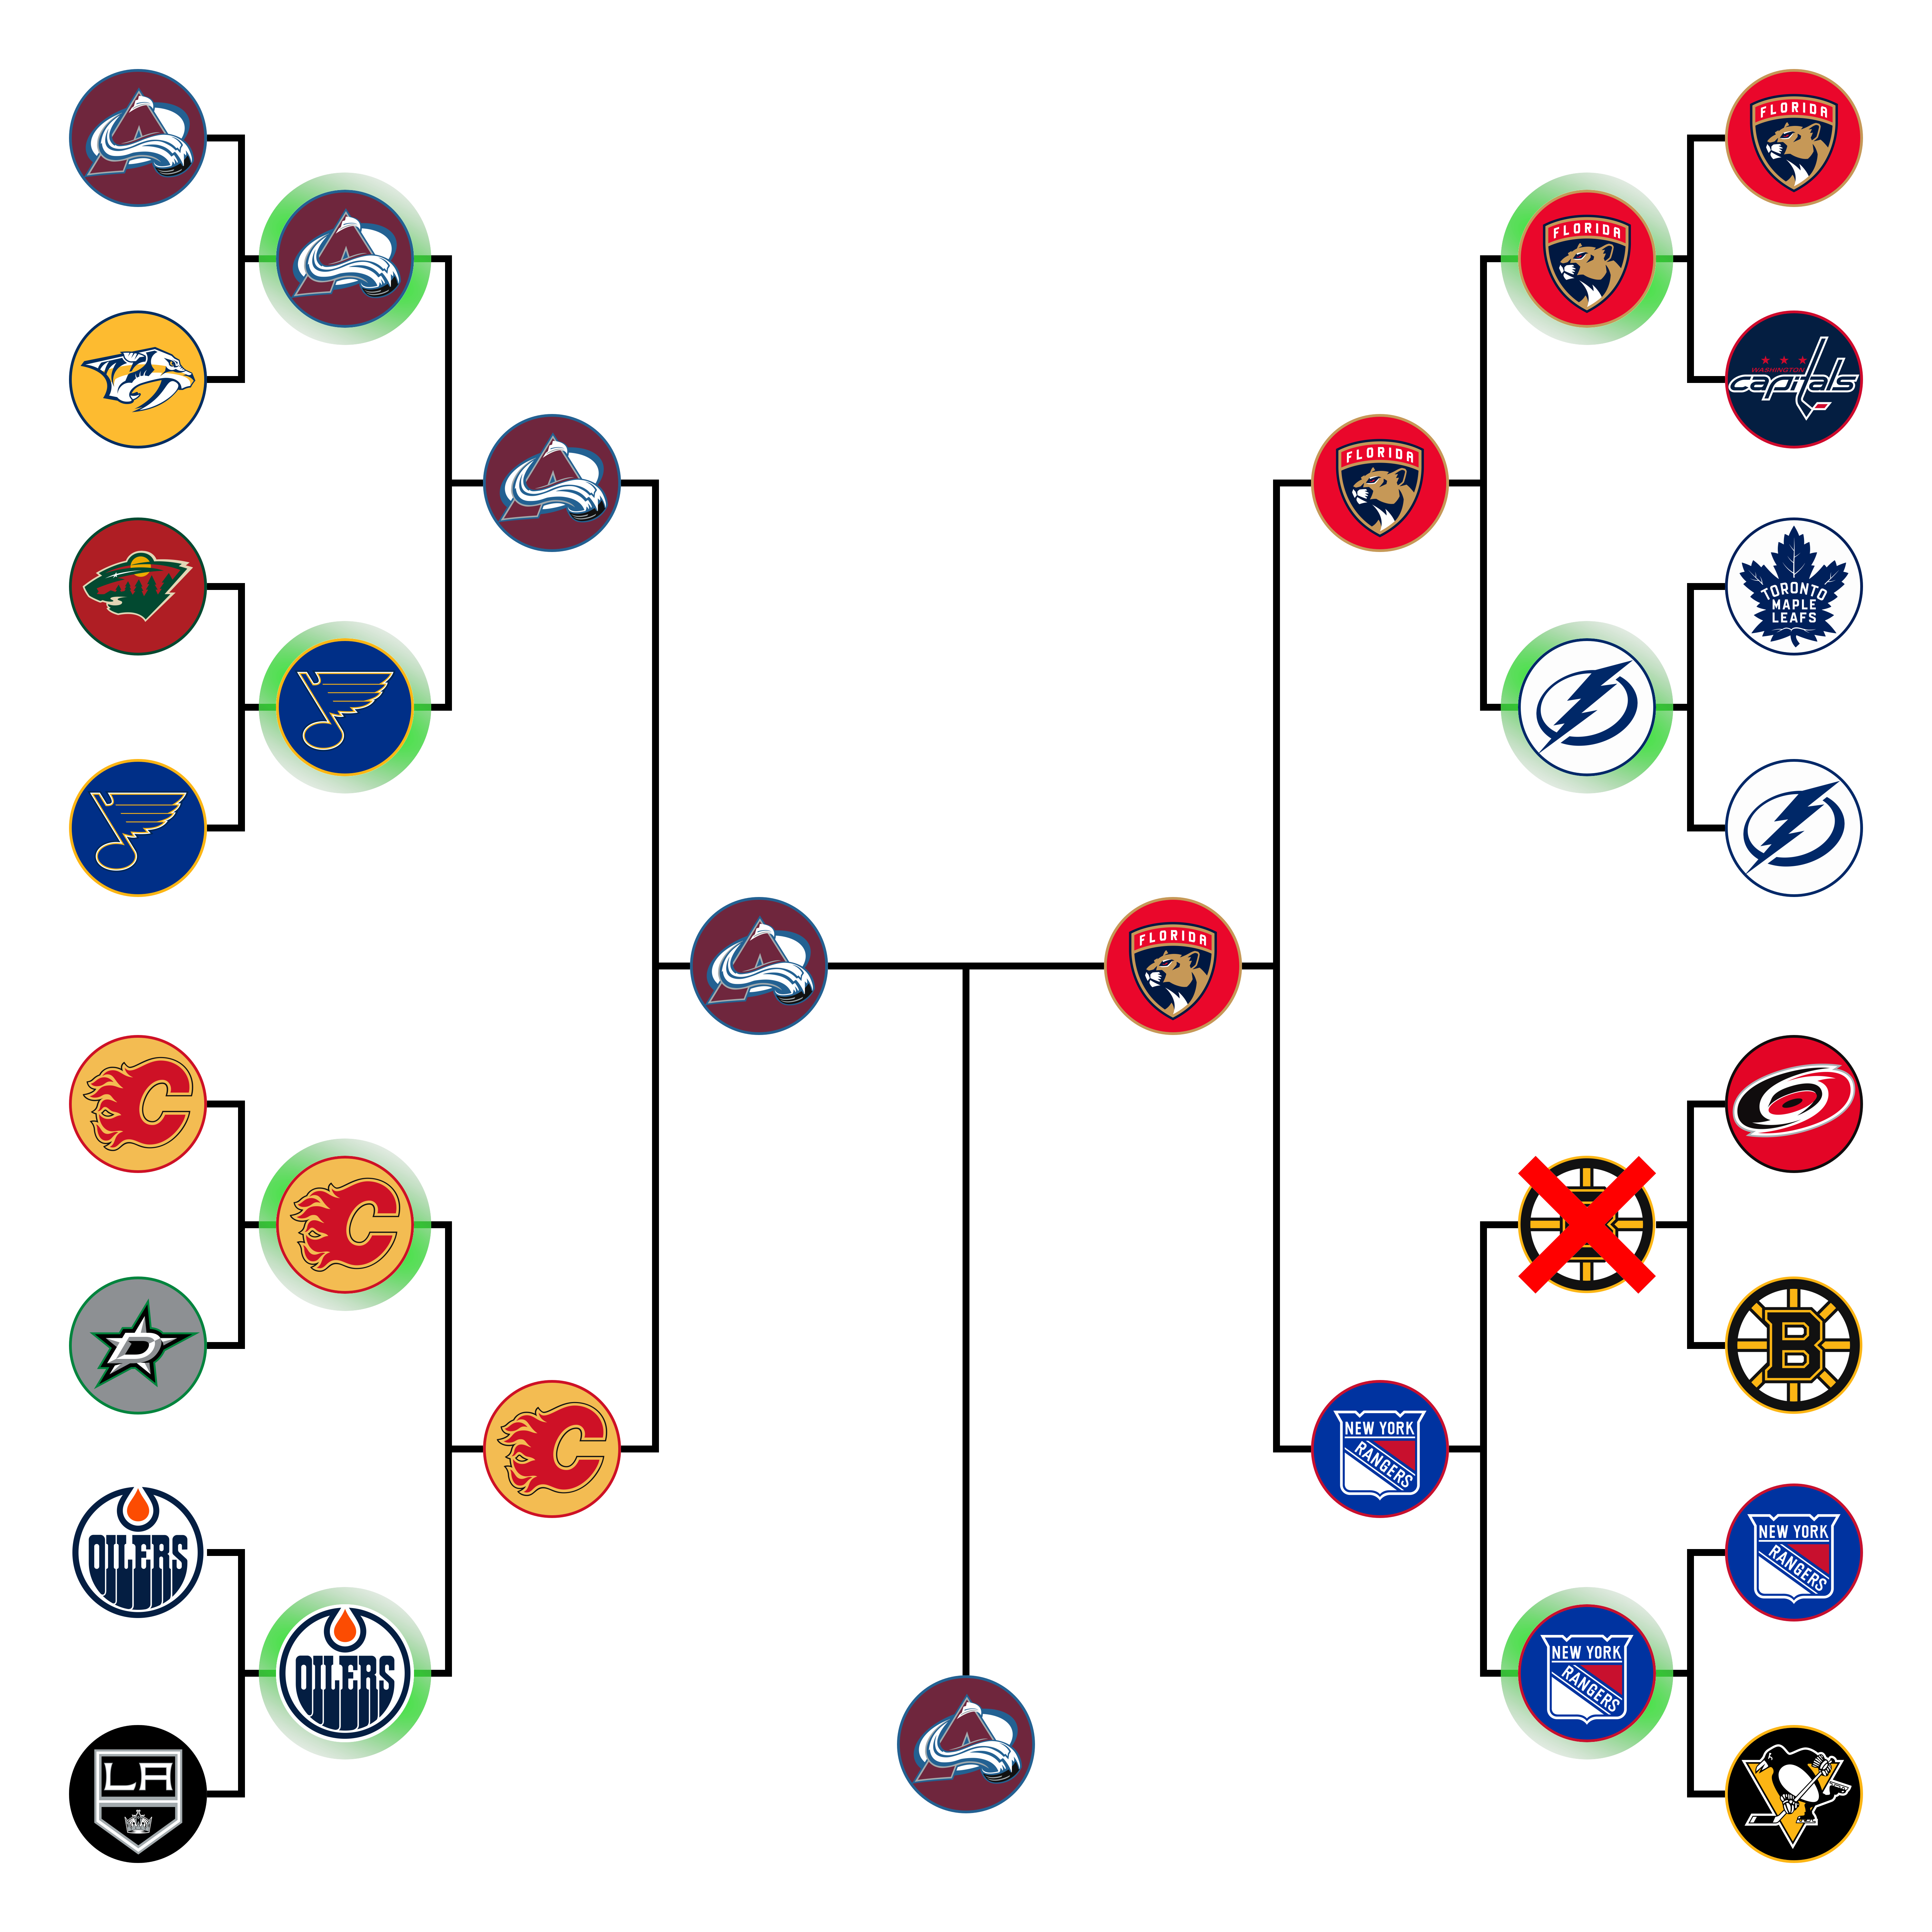 FLORIDA
FLORIDA
WASHINGTON
capitals
FLORIDA
TORONTO
MAPLE
LEAFS
FLORIDA
C
C
C
D
B
OILERS
OILERS
LA
NEW YORK
RANGERS
NEW YORK
RANGERS
NEW YORK
RANGERS
A
A
A
A
A